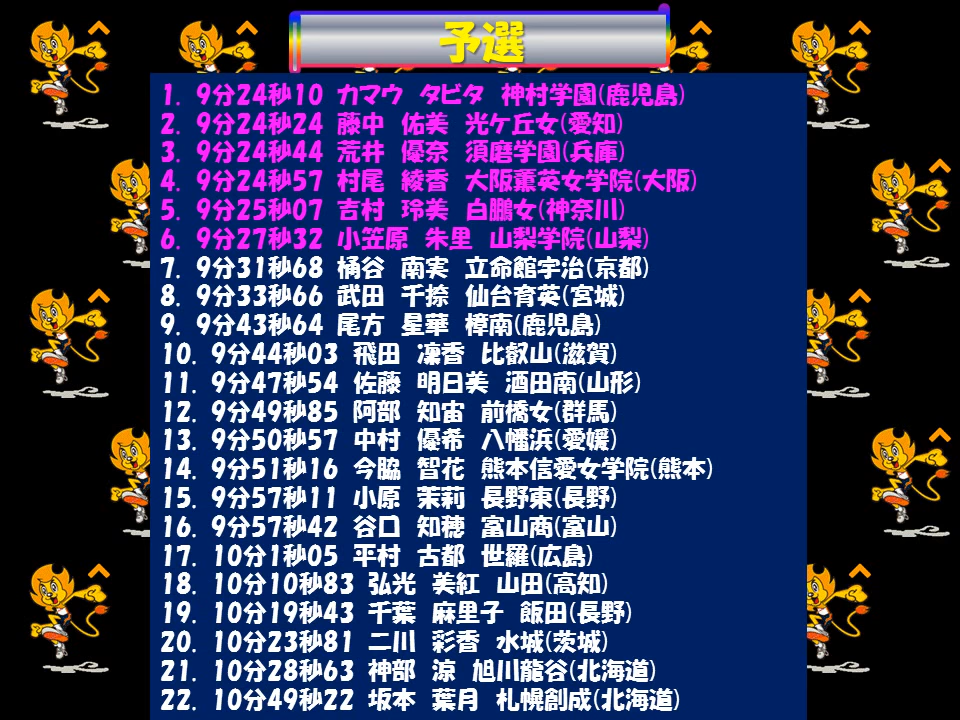 予選
1. 9分24秒10 カマウ タビタ 神村学園(鹿児島)
2. 9分24秒24 藤中 佑美 光ケ丘女(愛知)
3. 9分24秒44 荒井 優奈 須磨学園(兵庫)
4. 9分24秒57 村尾 綾香 大阪薫英女学院(大阪)
5. 9分25秒07 吉村 玲美 白鵬女(神奈川)
6. 9分27秒32 小笠原 朱里 山梨学院(山梨)
7. 9分31秒68 桶谷 南実 立命館宇治(京都)
8. 9分33秒66 武田 千捺 仙台育英(宮城)
9. 9分43秒64 尾方 星華 樟南(鹿児島)
10. 9分44秒03 飛田 凜香 比叡山(滋賀)
11. 9分47秒54 佐藤 明日美 酒田南(山形)
12. 9分49秒85 阿部 知宙 前橋女(群馬)
13. 9分50秒57 中村 優希 八幡浜(愛媛)
14. 9分51秒16 今脇 智花 熊本信愛女学院(熊本)
15. 9分57秒11 小原 茉莉 長野東(長野)
16. 9分57秒42 谷口 知穂 富山商(富山)
17. 10分1秒05 平村 古都 世羅(広島)
18. 10分10秒83 弘光 美紅 山田(高知)
19. 10分19秒43 千葉 麻里子 飯田(長野)
20. 10分23秒81 二川 彩香 水城(茨城)
21. 10分28秒63 神部 涼 旭川龍谷(北海道)
22. 10分49秒22 坂本 葉月 札幌創成(北海道)